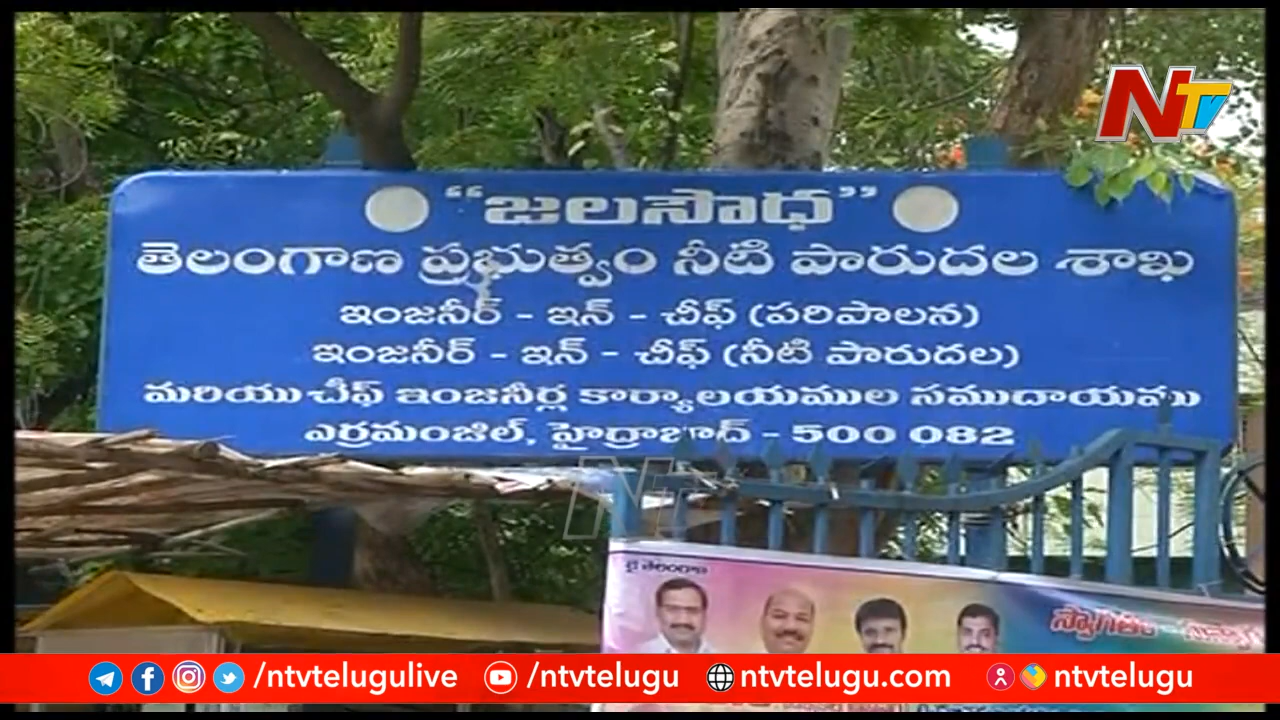 NTV
"జలసౌధ"
తెలంగాణ ప్రభుత్వం నీటి పారుదల శాఖ
ఇంజనీర్ - ఇన్ - చీఫ్ (పరిపాలన)
ఇంజనీర్ - ఇన్ - చీఫ్ (నీటి పారుదల)
మరియు చీఫ్ ఇంజనీర్ల కార్యాలయముల సముదాయము
ఎర్రమంజిల్, హైద్రాబాద్ - 500 082
జై తెలంగాణ
స్వాగతం
/ntvtelugulive /ntvtelugu ntvtelugu.com ntvtelugu